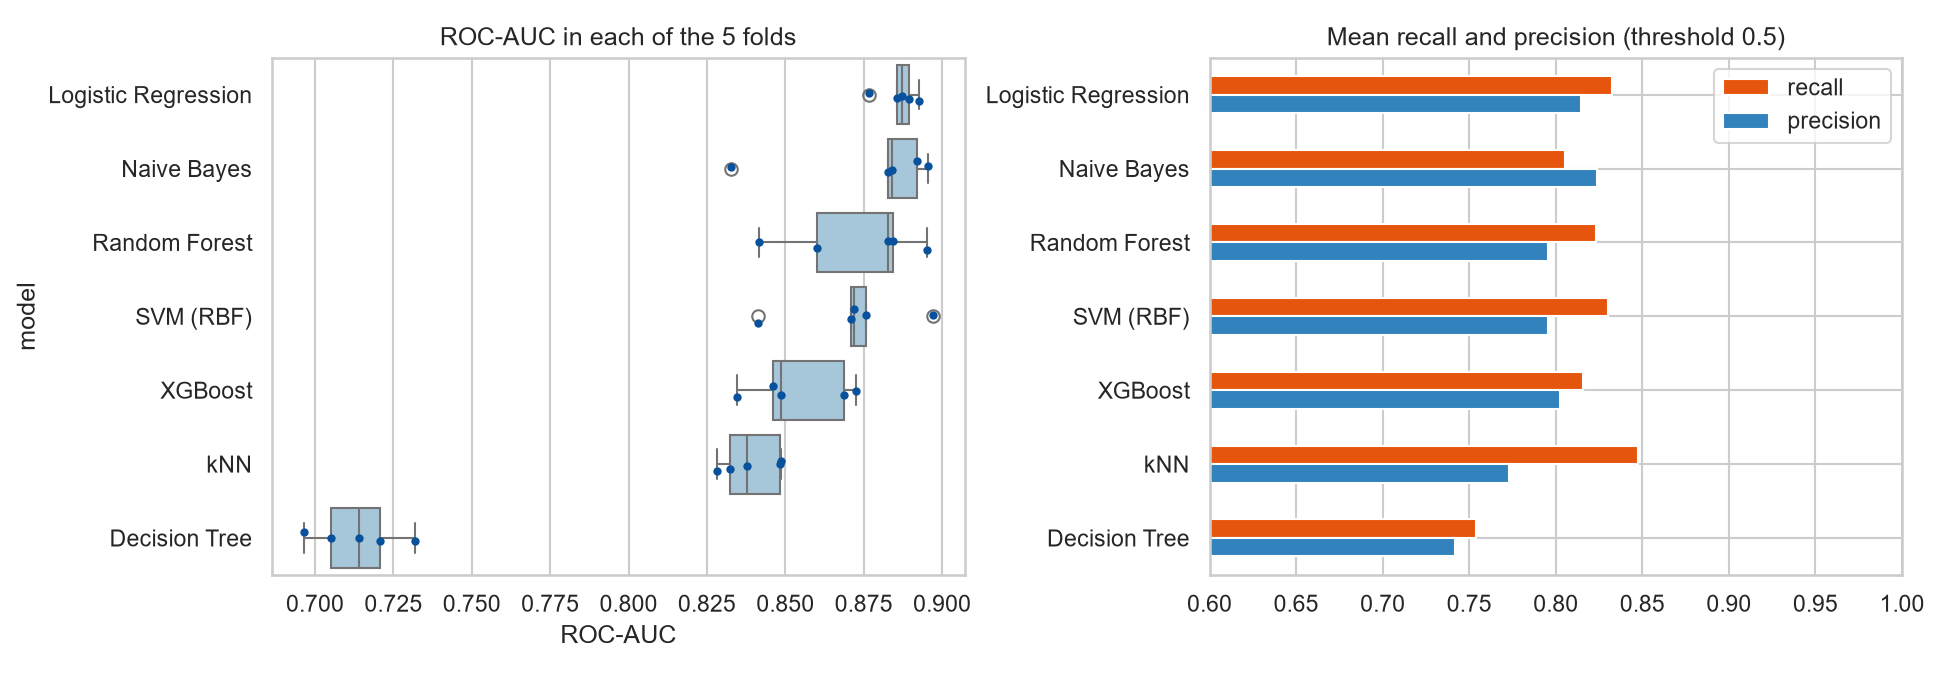 ROC-AUC in each of the 5 folds
model
Logistic Regression
Naive Bayes
Random Forest
SVM (RBF)
XGBoost
kNN
Decision Tree
0.700 0.725 0.750 0.775 0.800 0.825 0.850 0.875 0.900
ROC-AUC
Mean recall and precision (threshold 0.5)
Logistic Regression
Naive Bayes
Random Forest
SVM (RBF)
XGBoost
kNN
Decision Tree
recall
precision
0.60 0.65 0.70 0.75 0.80 0.85 0.90 0.95 1.00